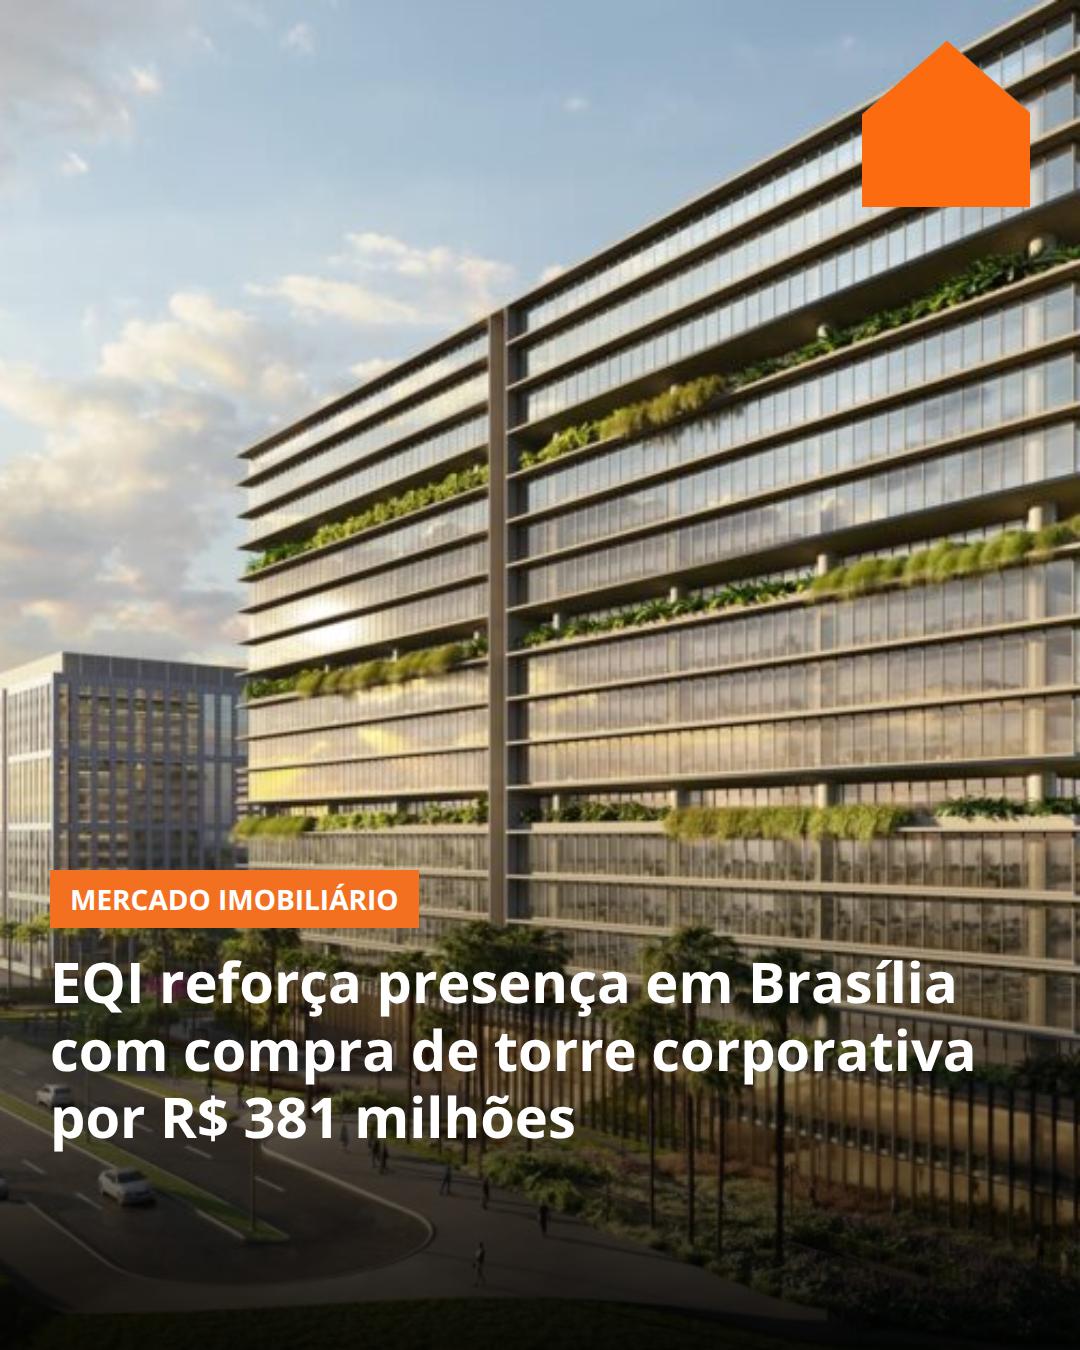 MERCADO IMOBILIÁRIO
EQI reforça presença em Brasília
com compra de torre corporativa
por R$ 381 milhões